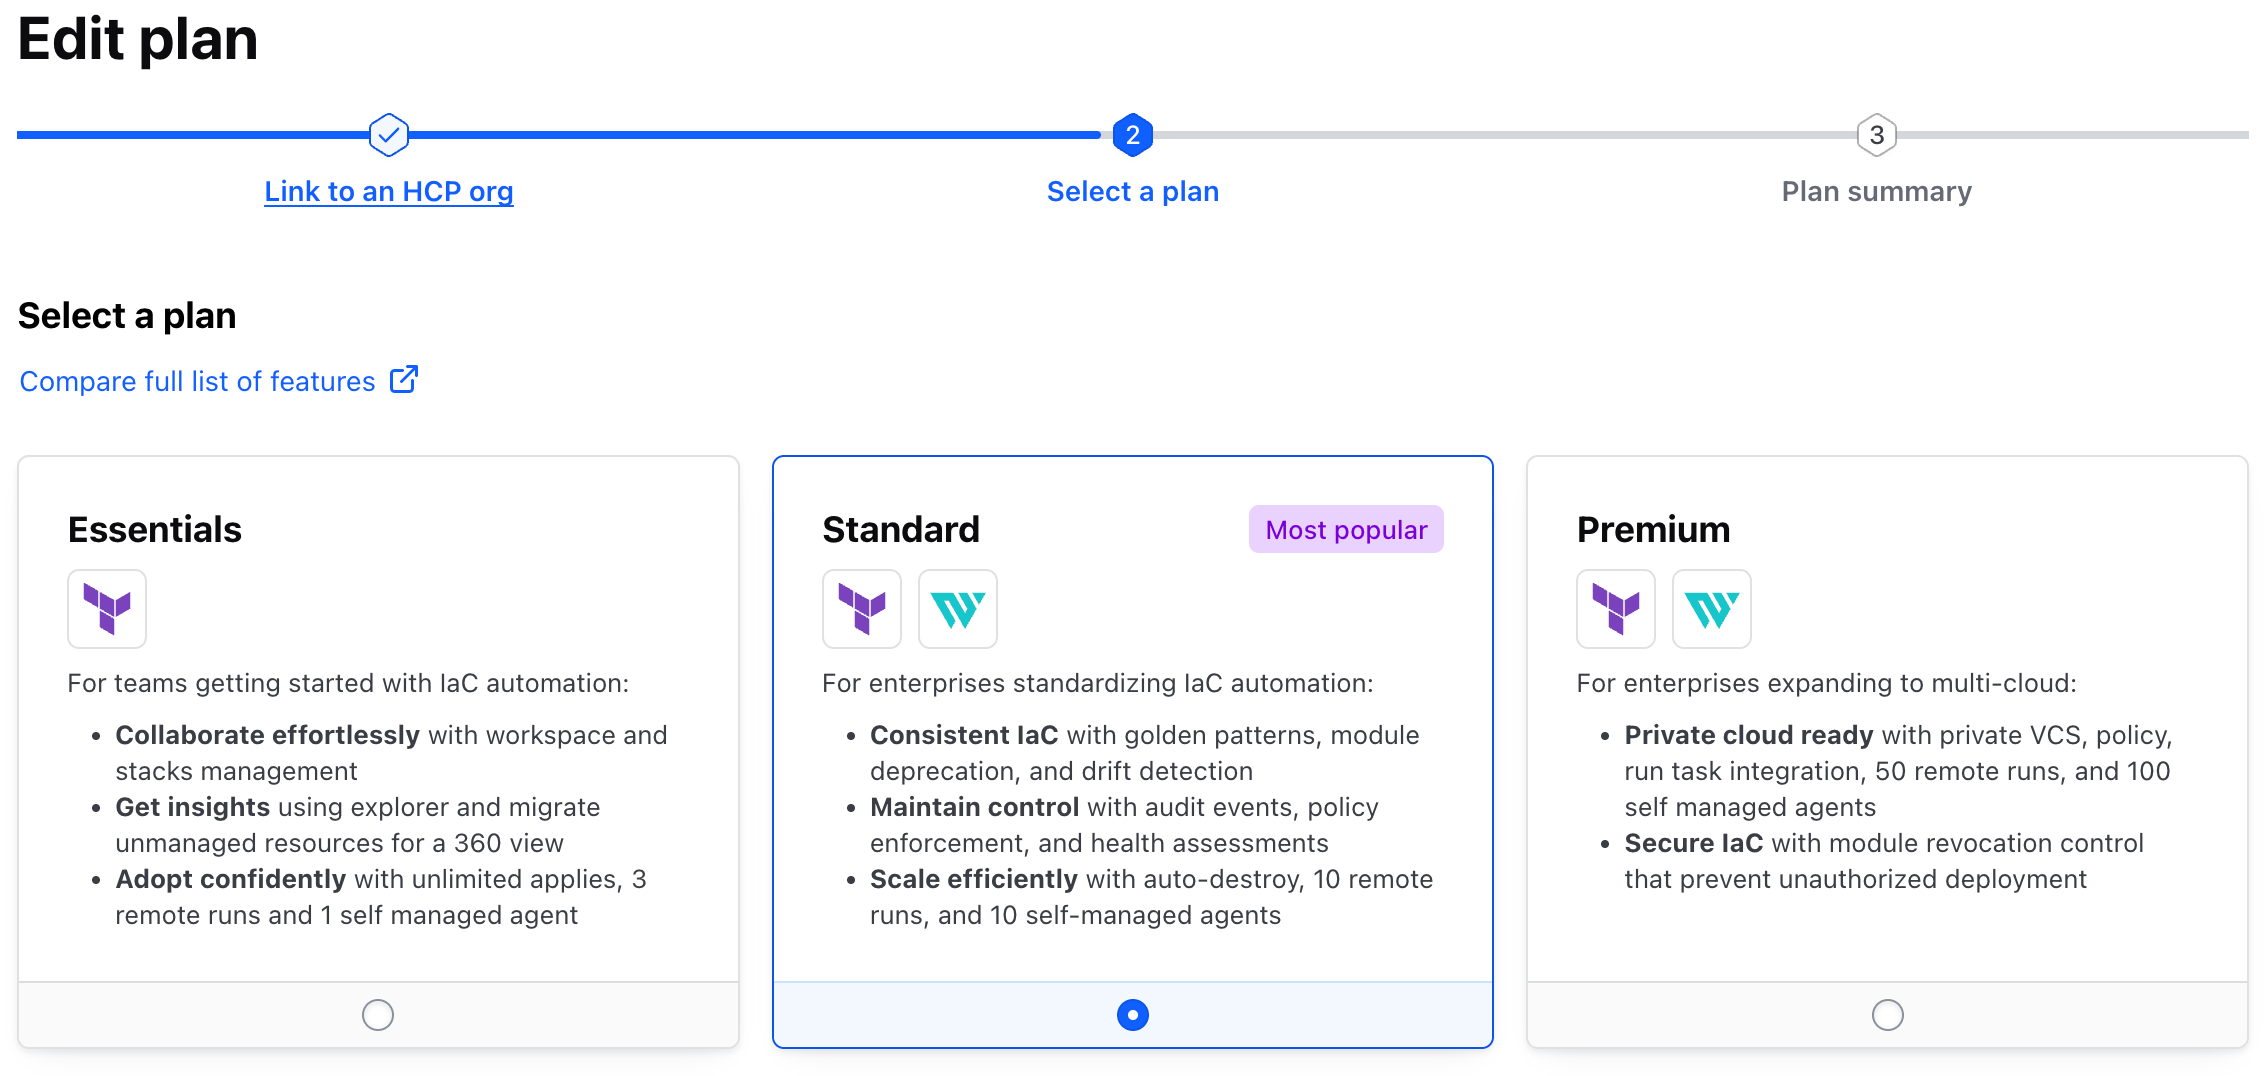 Edit plan
2
3
Link to an HCP org
Select a plan
Plan summary
Select a plan
Compare full list of features
Essentials
For teams getting started with IaC automation:
• Collaborate effortlessly with workspace and
stacks management
• Get insights using explorer and migrate
unmanaged resources for a 360 view
• Adopt confidently with unlimited applies, 3
remote runs and 1 self managed agent
Standard
Most popular
For enterprises standardizing IaC automation:
• Consistent IaC with golden patterns, module
deprecation, and drift detection
• Maintain control with audit events, policy
enforcement, and health assessments
• Scale efficiently with auto-destroy, 10 remote
runs, and 10 self-managed agents
Premium
For enterprises expanding to multi-cloud:
• Private cloud ready with private VCS, policy,
run task integration, 50 remote runs, and 100
self managed agents
• Secure IaC with module revocation control
that prevent unauthorized deployment